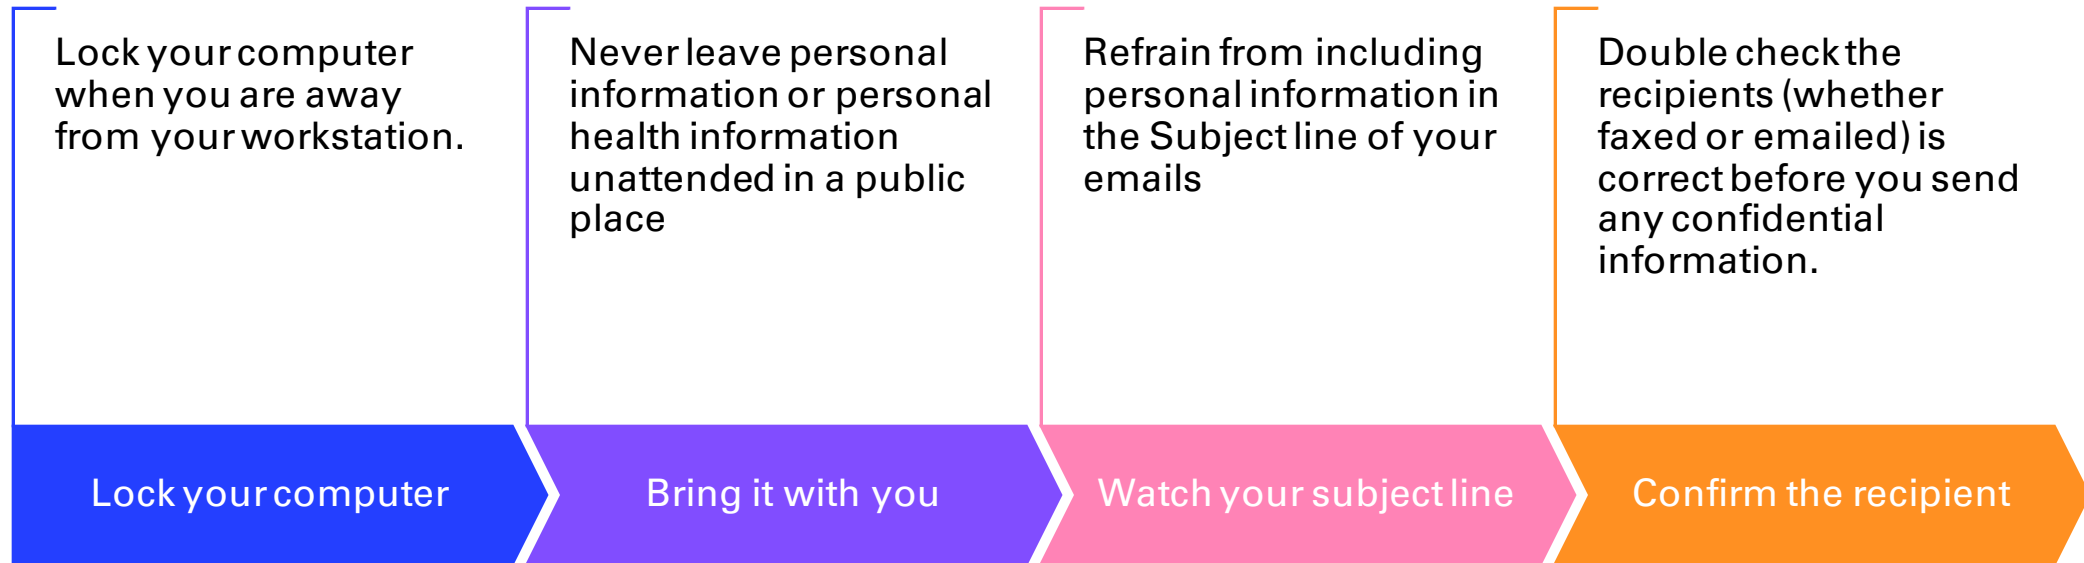 Lock your computer
when you are away
from your workstation.
Never leave personal
information or personal
health information
unattended in a public
place
Refrain from including
personal information in
the Subject line of your
emails
Double check the
recipients (whether
faxed or emailed) is
correct before you send
any confidential
information.
Lock your computer
Bring it with you
Watch your subject line
Confirm the recipient